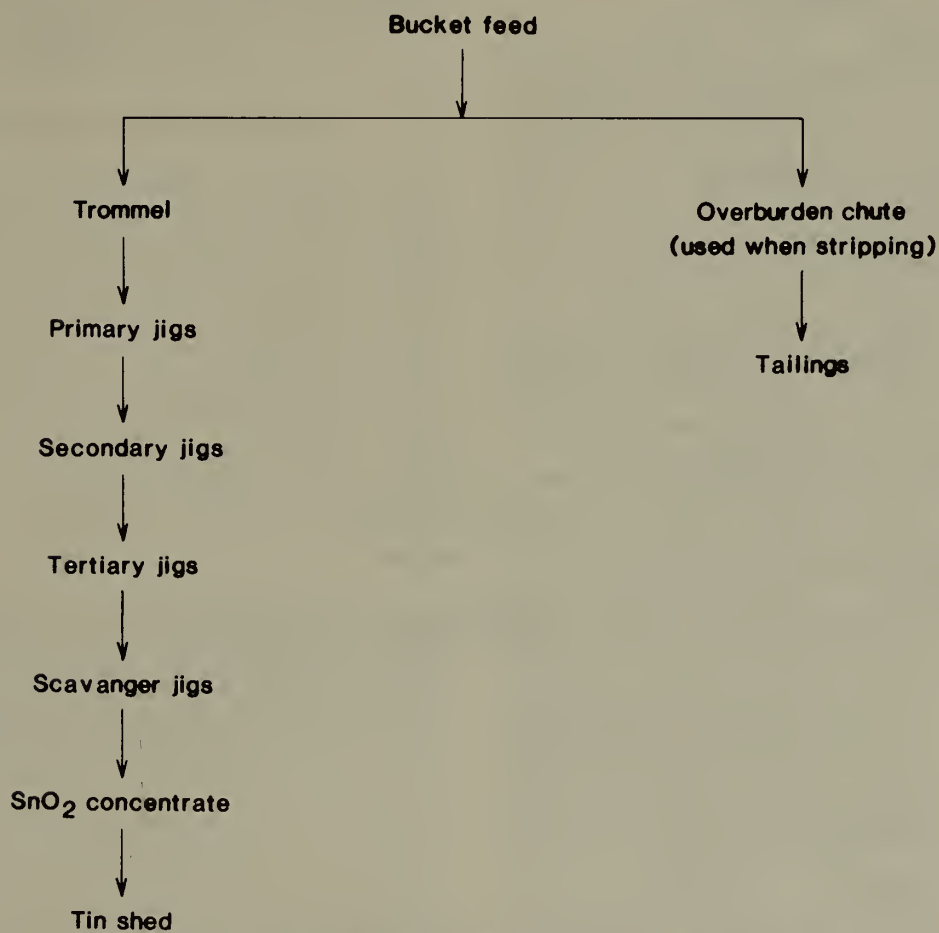 Bucket feed
Trommel
Primary jigs
Secondary jigs
Tertiary jigs
Scavanger jigs
SnO2 concentrate
Tin shed
Overburden chute
(used when stripping)
Tailings